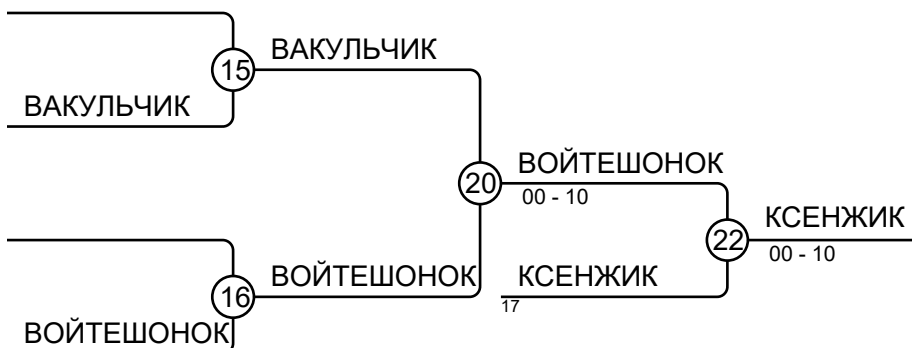 ВАКУЛЬЧИК
15
ВАКУЛЬЧИК
ВОЙТЕШОНОК
20
00 - 10
КСЕНЖИК
22
00 - 10
ВОЙТЕШОНОК
КСЕНЖИК
16
17
ВОЙТЕШОНОК